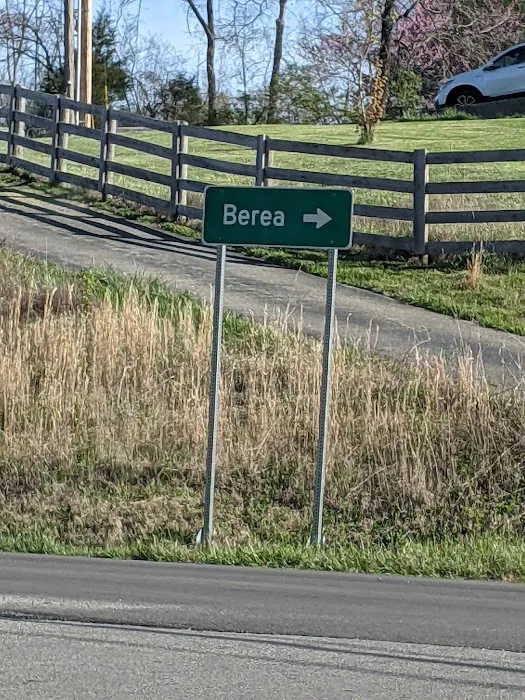 Berea →